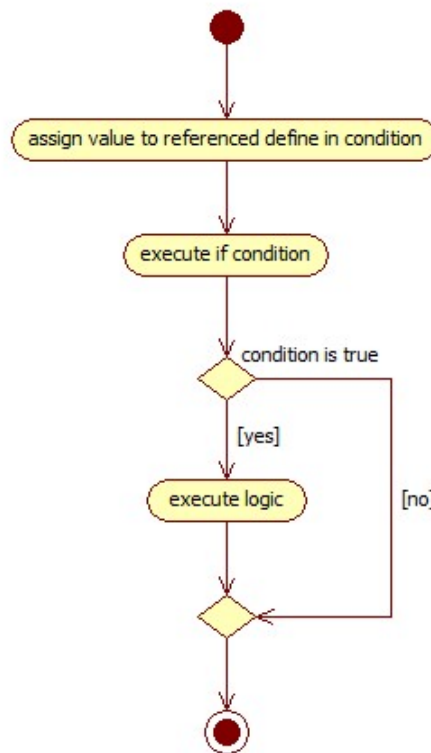 assign value to referenced define in condition
execute if condition
condition is true
[yes]
execute logic
[no]